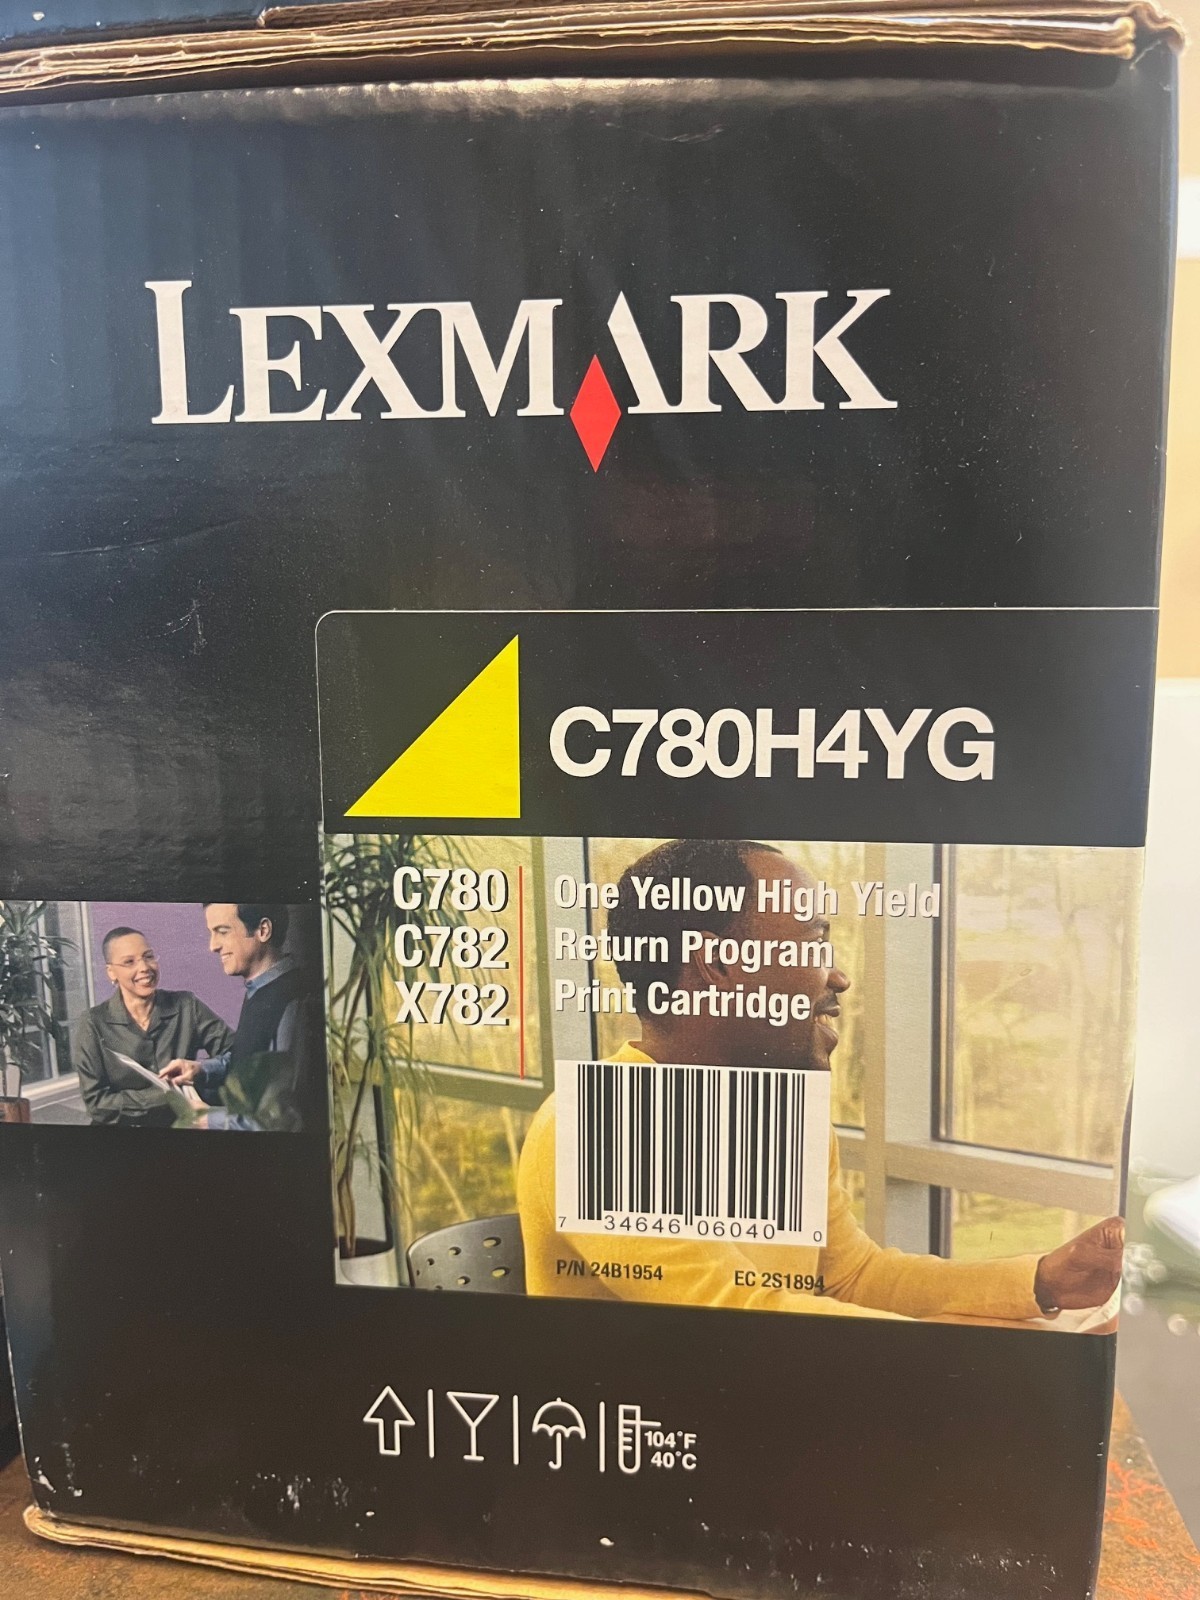 LEXMARK
C780H4YG
C780
C782
X782
One Yellow High Yield
Return Program
Print Cartridge
7 34646 06040 0
P/N 24B1954 EC 2S1894
104°F
40°C